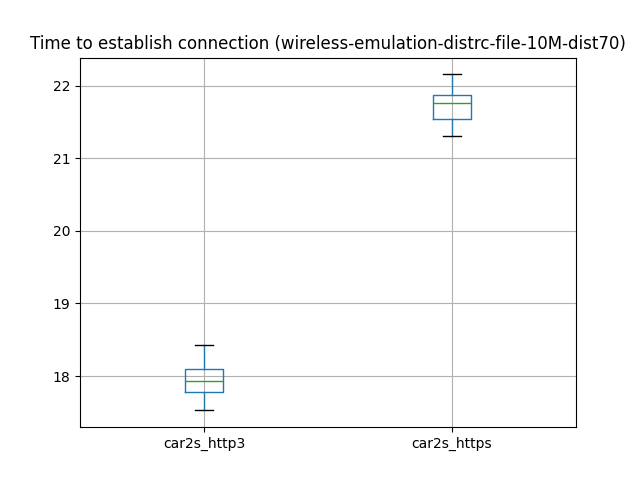 Time to establish connection (wireless-emulation-distrc-file-10M-dist70)
22
21
20
19
18
car2s_http3
car2s_https